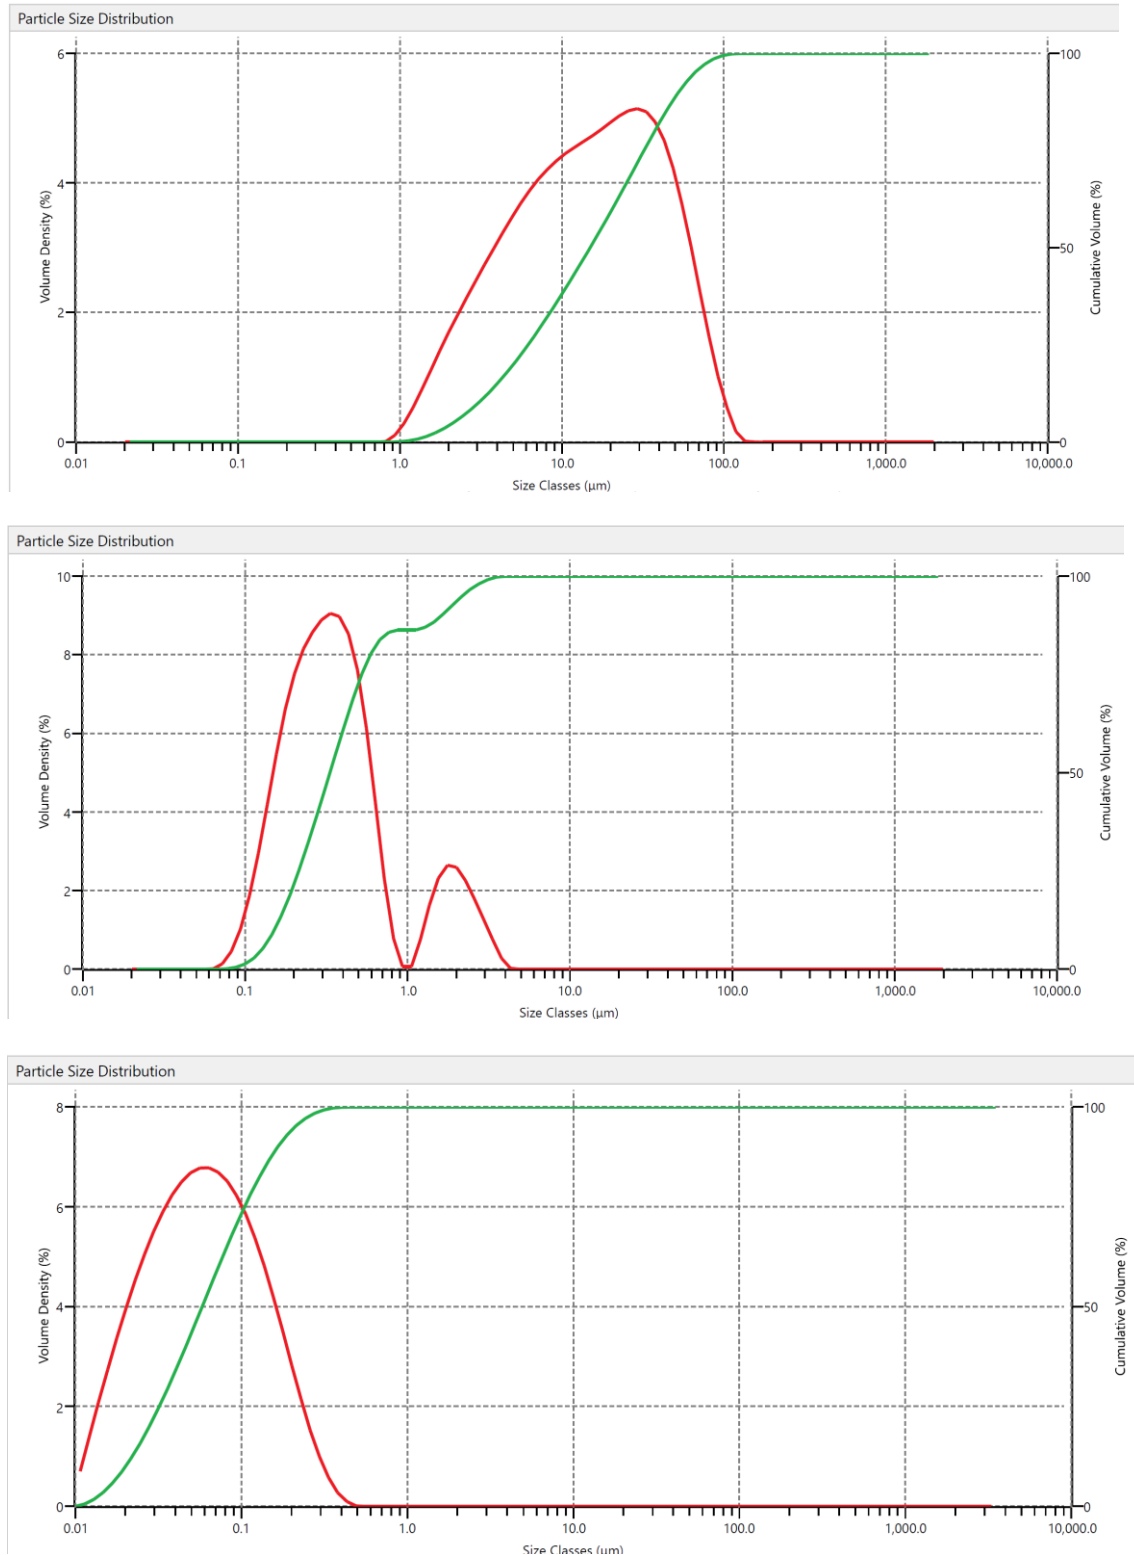 Particle Size Distribution
6
4
2
0
Volume Density (%)
100
50
0
Cumulative Volume (%)
0.01 0.1 1.0 10.0 100.0 1,000.0 10,000.0
Size Classes (µm)
Particle Size Distribution
10
8
6
4
2
0
Volume Density (%)
100
50
0
Cumulative Volume (%)
0.01 0.1 1.0 10.0 100.0 1,000.0 10,000.0
Size Classes (µm)
Particle Size Distribution
8
6
4
2
0
Volume Density (%)
100
50
0
Cumulative Volume (%)
0.01 0.1 1.0 10.0 100.0 1,000.0 10,000.0
Size Classes (µm)